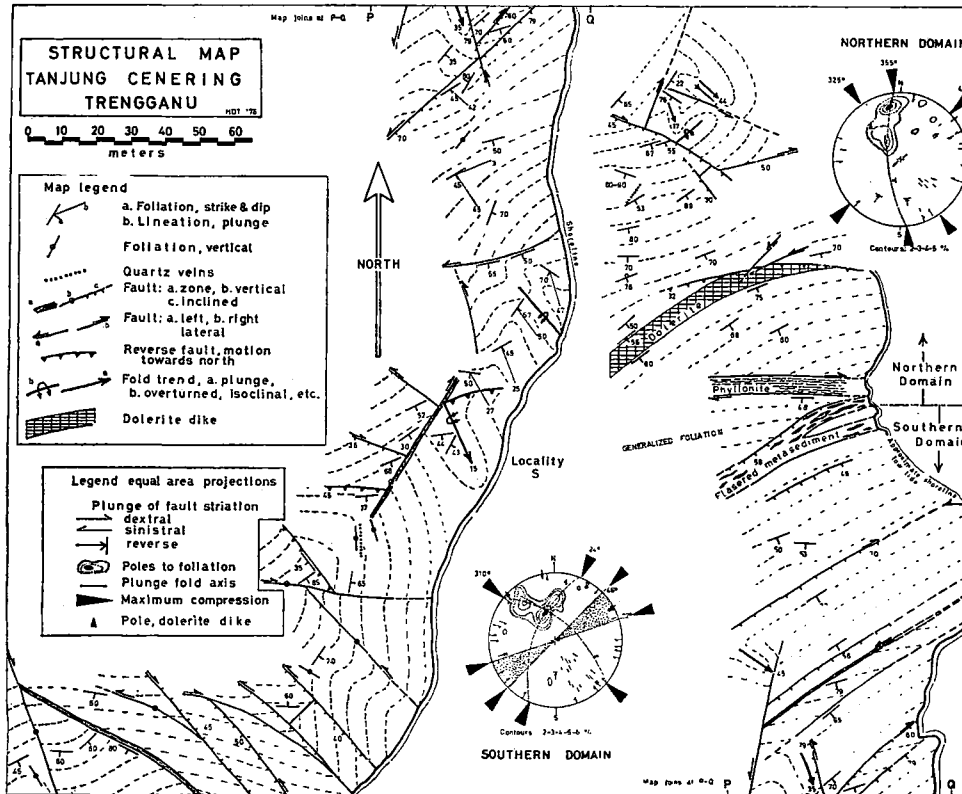 Map joins at P-Q
P
Q
STRUCTURAL MAP
TANJUNG CENERING
TRENGGANU
HDT '76
0 10 20 30 40 50 60
meters
Map legend
a. Foliation, strike & dip
b. Lineation, plunge
Foliation, vertical
Quartz veins
Fault: a.zone, b.vertical
c.inclined
Fault; a.left, b.right
lateral
Reverse fault, motion
towards north
Fold trend, a. plunge,
b. overturned, isoclinal, etc.
Dolerite dike
NORTH
Legend equal area projections
Plunge of fault striation
dextral
sinistral
reverse
Poles to foliation
Plunge fold axis
Maximum compression
Pole, dolerite dike
Shoreline
Locality
S
310°
N
24°
S
Contours 2-3-4-5-6 %
SOUTHERN DOMAIN
NORTHERN DOMAIN
325°
355°
N
S
Contours: 2-3-4-5 %
Dolerite
Phyllonite
Northern
Domain
Southern
Domain
GENERALIZED FOLIATION
Flasered metasediment
Approximate shoreline
low tide
Map joins at P-Q
P
Q